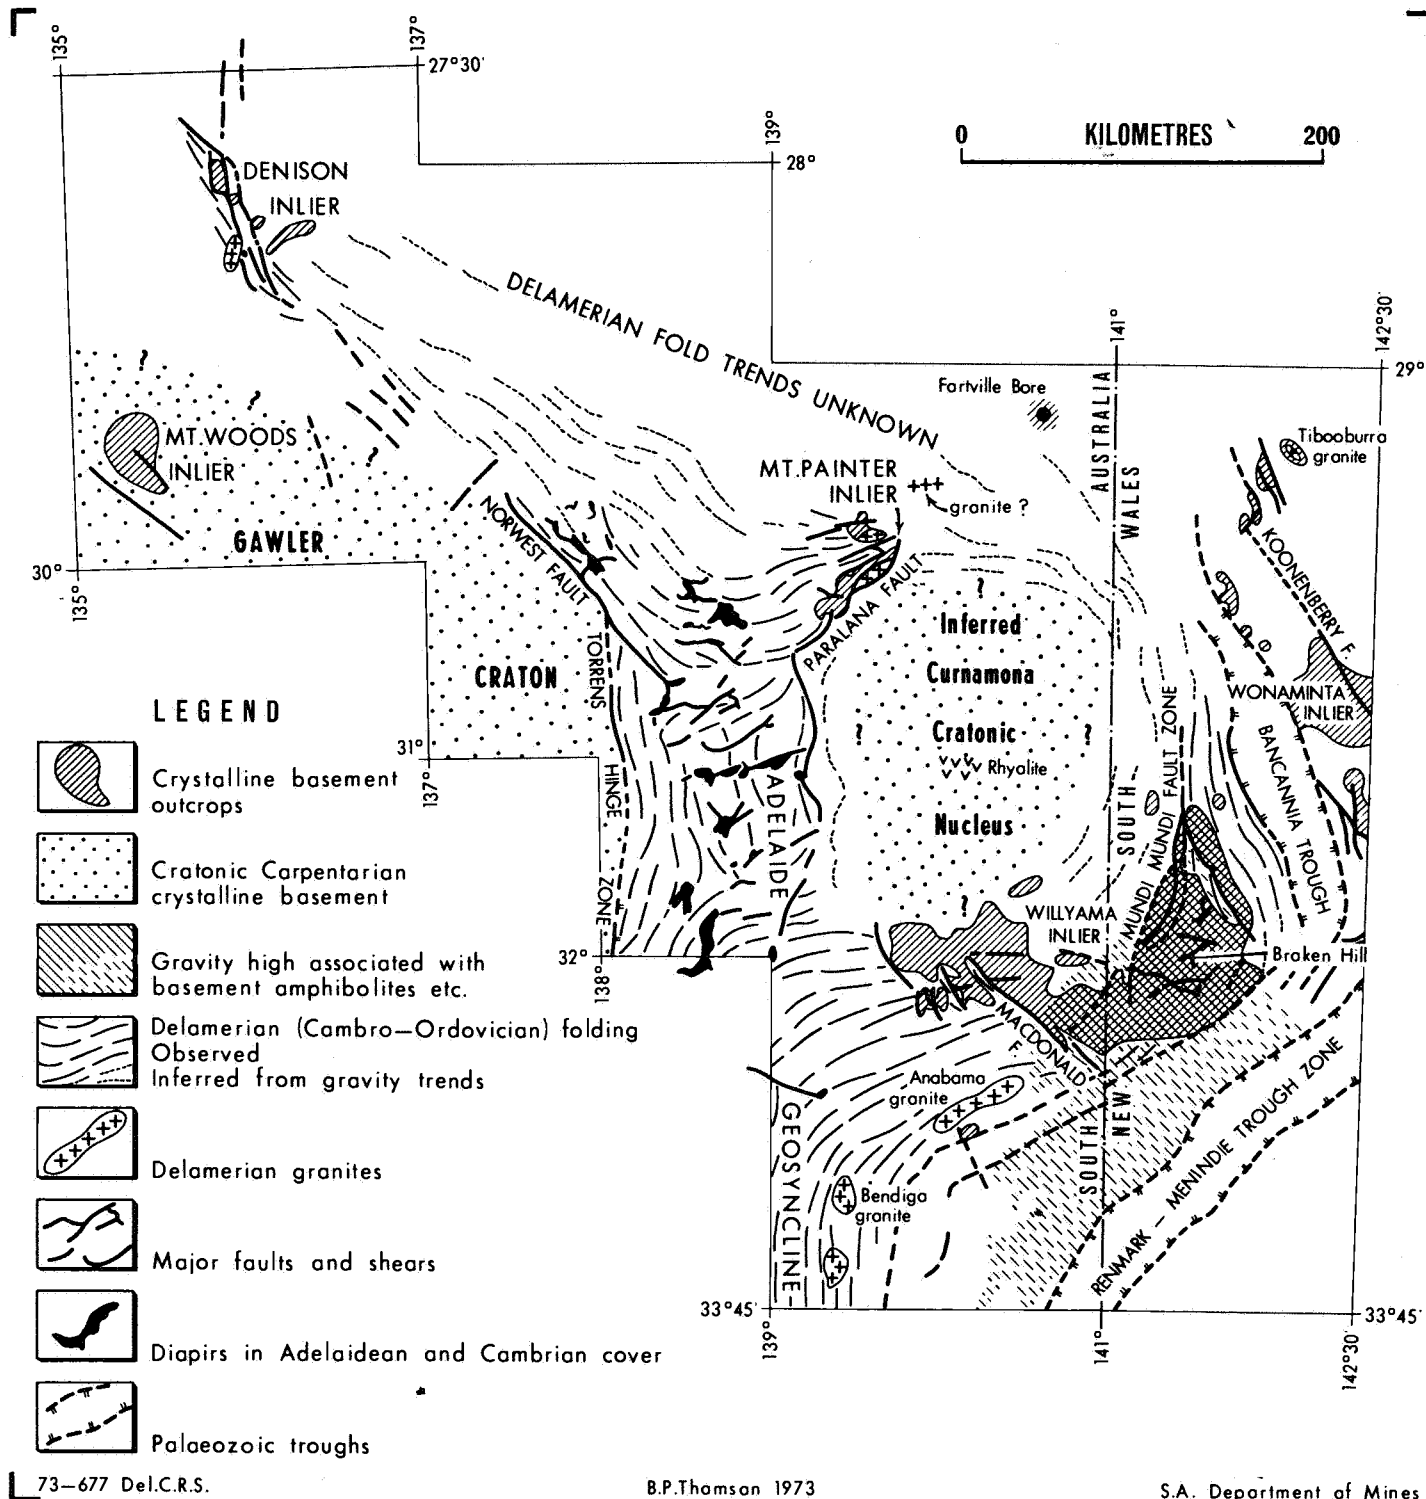 135°
137°
27°30'
139°
28°
0 KILOMETRES 200
DENISON
INLIER
DELAMERIAN FOLD TRENDS UNKNOWN
141°
142°30'
29°
Fartville Bore
AUSTRALIA
WALES
Tibooburra
granite
MT.WOODS
INLIER
MT.PAINTER
INLIER
granite ?
GAWLER
NORWEST FAULT
KOONENBERRY F.
30°
135°
PARALANA FAULT
Inferred
Curnamona
Cratonic
Rhyalite
Nucleus
CRATON
TORRENS
HINGE
ZONE
WONAMINTA
INLIER
BANCANNIA TROUGH
MUNDI MUNDI FAULT ZONE
SOUTH
31°
137°
ADELAIDE
WILLYAMA
INLIER
Braken Hill
32°
138°
MACDONALD
F.
Anabama
granite
NEW
SOUTH
GEOSYNCLINE
Bendiga
granite
RENMARK – MENINDIE TROUGH ZONE
33°45'
33°45'
139°
141°
142°30'
LEGEND
Crystalline basement
outcrops
Cratonic Carpentarian
crystalline basement
Gravity high associated with
basement amphibolites etc.
Delamerian (Cambro–Ordovician) folding
Observed
Inferred from gravity trends
Delamerian granites
Major faults and shears
Diapirs in Adelaidean and Cambrian cover
Palaeozoic troughs
73–677 Del.C.R.S.
B.P.Thamsan 1973
S.A. Department af Mines